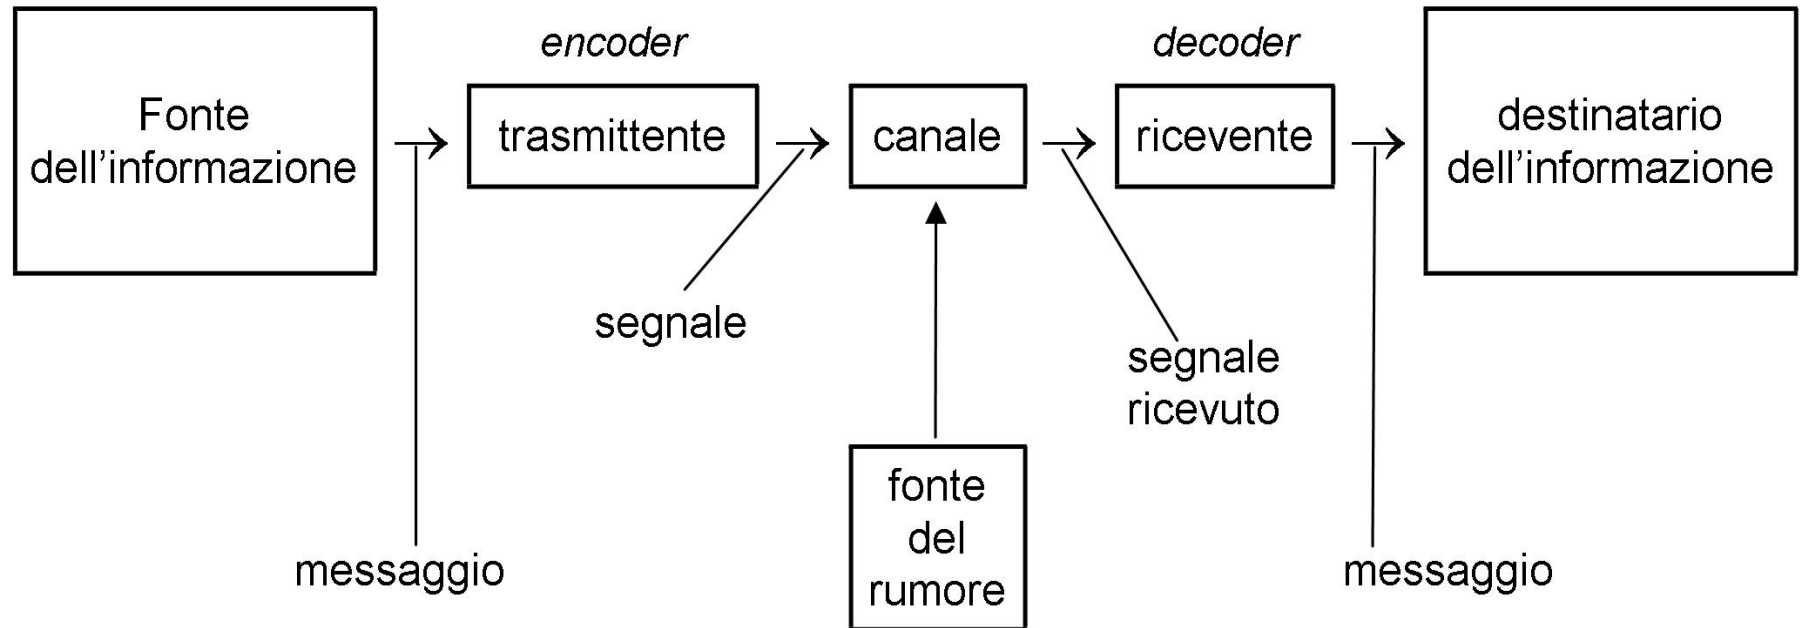 encoder
decoder
Fonte
dell’informazione
trasmittente
canale
ricevente
destinatario
dell’informazione
segnale
segnale
ricevuto
fonte
del
rumore
messaggio
messaggio